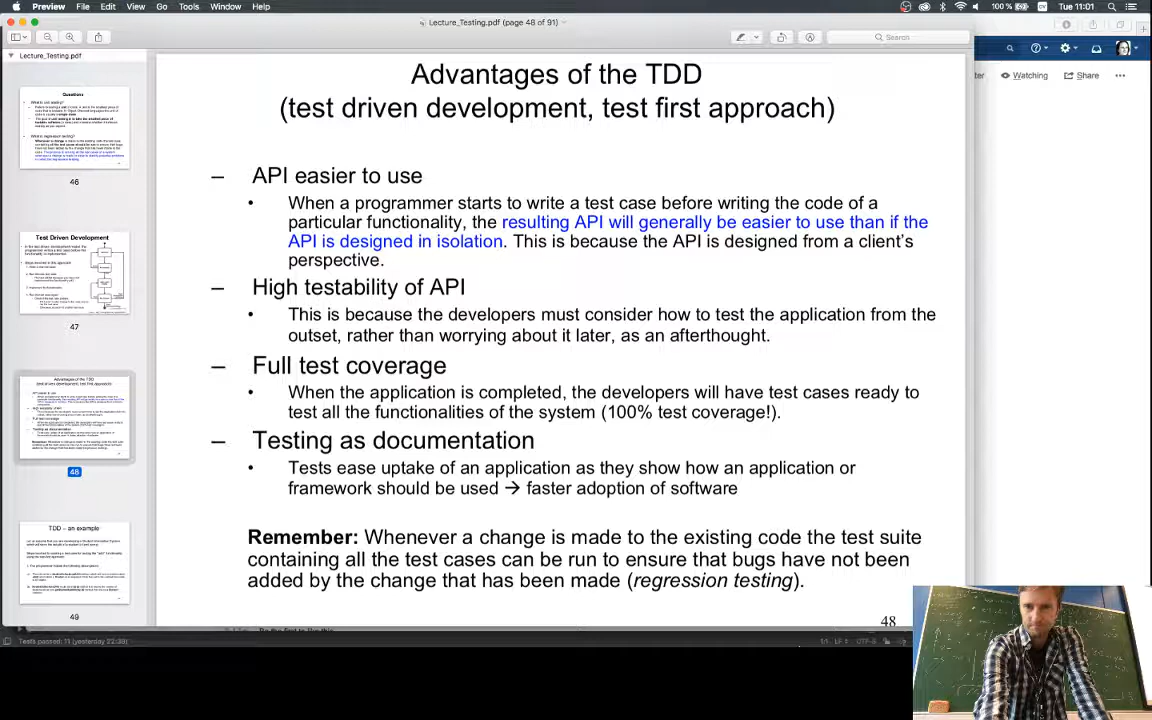 Preview File Edit View Go Tools Window Help 100 % Tue 11:01
Lecture_Testing.pdf (page 48 of 91)
Search
Lecture_Testing.pdf
Watching Share
Questions
46
Test Driven Development
47
48
TDD – an example
49
Advantages of the TDD
(test driven development, test first approach)
– API easier to use
• When a programmer starts to write a test case before writing the code of a
particular functionality, the resulting API will generally be easier to use than if the
API is designed in isolation. This is because the API is designed from a client's
perspective.
– High testability of API
• This is because the developers must consider how to test the application from the
outset, rather than worrying about it later, as an afterthought.
– Full test coverage
• When the application is completed, the developers will have test cases ready to
test all the functionalities of the system (100% test coverage!).
– Testing as documentation
• Tests ease uptake of an application as they show how an application or
framework should be used → faster adoption of software
Remember: Whenever a change is made to the existing code the test suite
containing all the test cases can be run to ensure that bugs have not been
added by the change that has been made (regression testing).
48
Tests passed: 11 (yesterday 22:39)